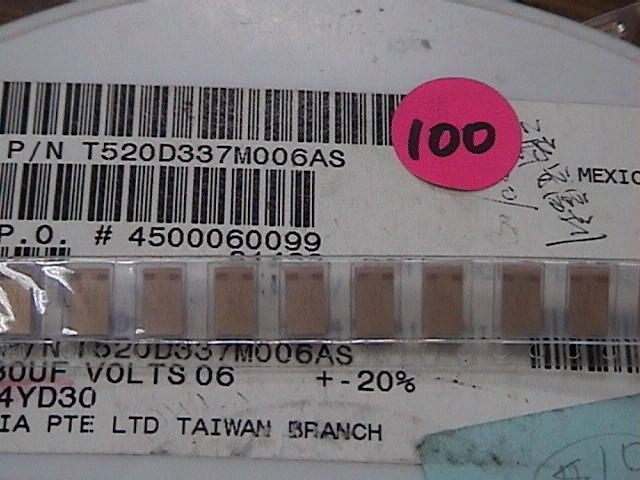 P/N T520D337M006AS
100
MEXIC
P.O. # 4500060099
P/N T520D337M006AS
30UF VOLTS 06 +-20%
4YD30
IA PTE LTD TAIWAN BRANCH